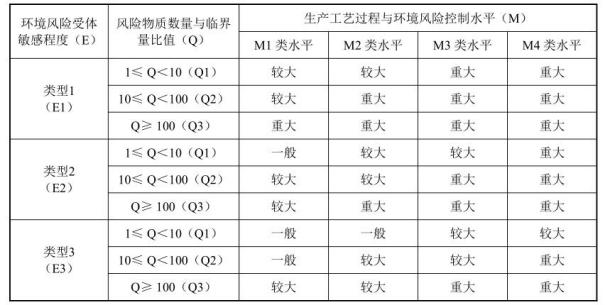 环境风险受体敏感程度（E） 风险物质数量与临界量比值（Q） 生产工艺过程与环境风险控制水平（M）
M1 类水平 M2 类水平 M3 类水平 M4 类水平
类型1（E1） 1≤ Q＜10（Q1） 较大 较大 重大 重大
10≤ Q＜100（Q2） 较大 重大 重大 重大
Q≥ 100（Q3） 重大 重大 重大 重大
类型2（E2） 1≤ Q＜10（Q1） 一般 较大 较大 重大
10≤ Q＜100（Q2） 较大 较大 重大 重大
Q≥ 100（Q3） 较大 重大 重大 重大
类型3（E3） 1≤ Q＜10（Q1） 一般 一般 较大 较大
10≤ Q＜100（Q2） 一般 较大 较大 重大
Q≥ 100（Q3） 较大 较大 重大 重大